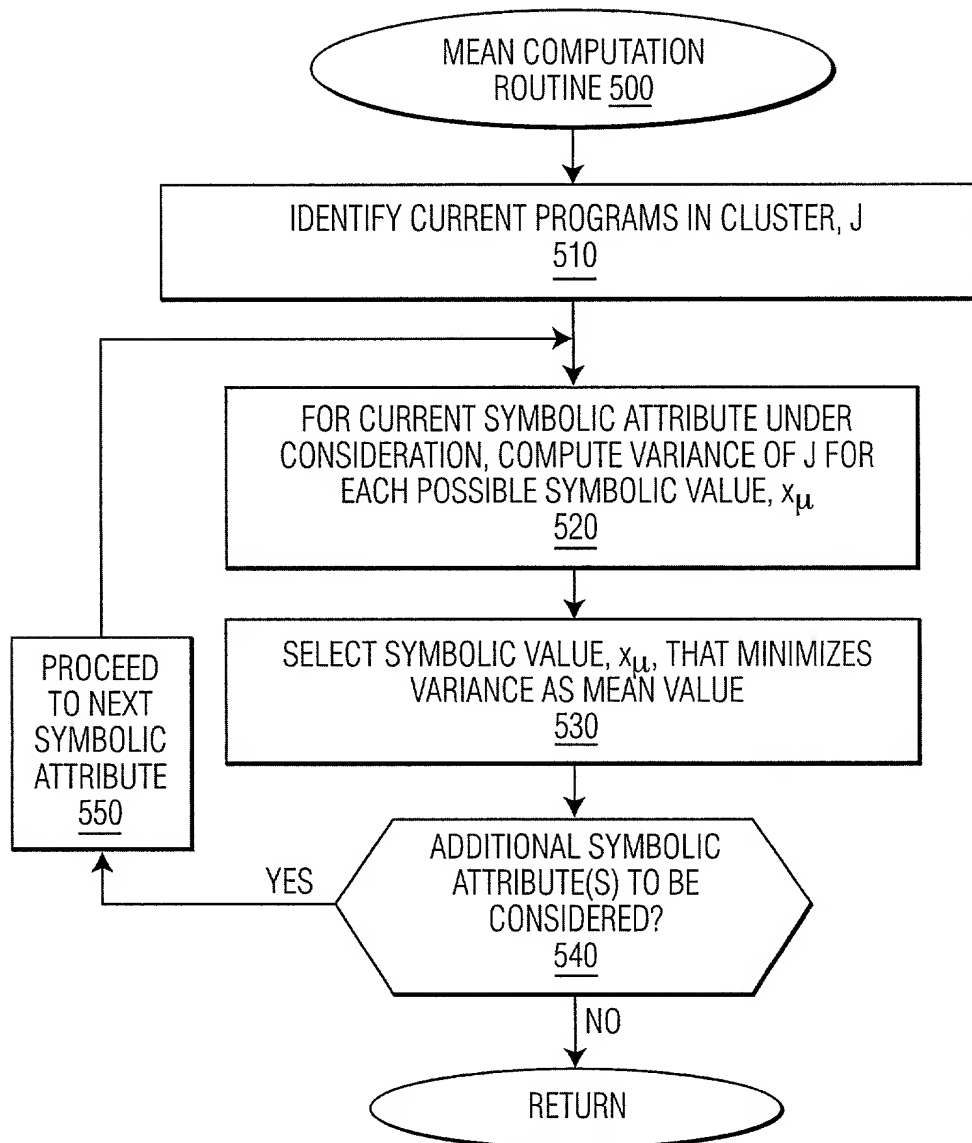 MEAN COMPUTATION
ROUTINE 500
IDENTIFY CURRENT PROGRAMS IN CLUSTER, J
510
FOR CURRENT SYMBOLIC ATTRIBUTE UNDER
CONSIDERATION, COMPUTE VARIANCE OF J FOR
EACH POSSIBLE SYMBOLIC VALUE, xμ
520
SELECT SYMBOLIC VALUE, xμ, THAT MINIMIZES
VARIANCE AS MEAN VALUE
530
PROCEED
TO NEXT
SYMBOLIC
ATTRIBUTE
550
ADDITIONAL SYMBOLIC
ATTRIBUTE(S) TO BE
CONSIDERED?
540
YES
NO
RETURN